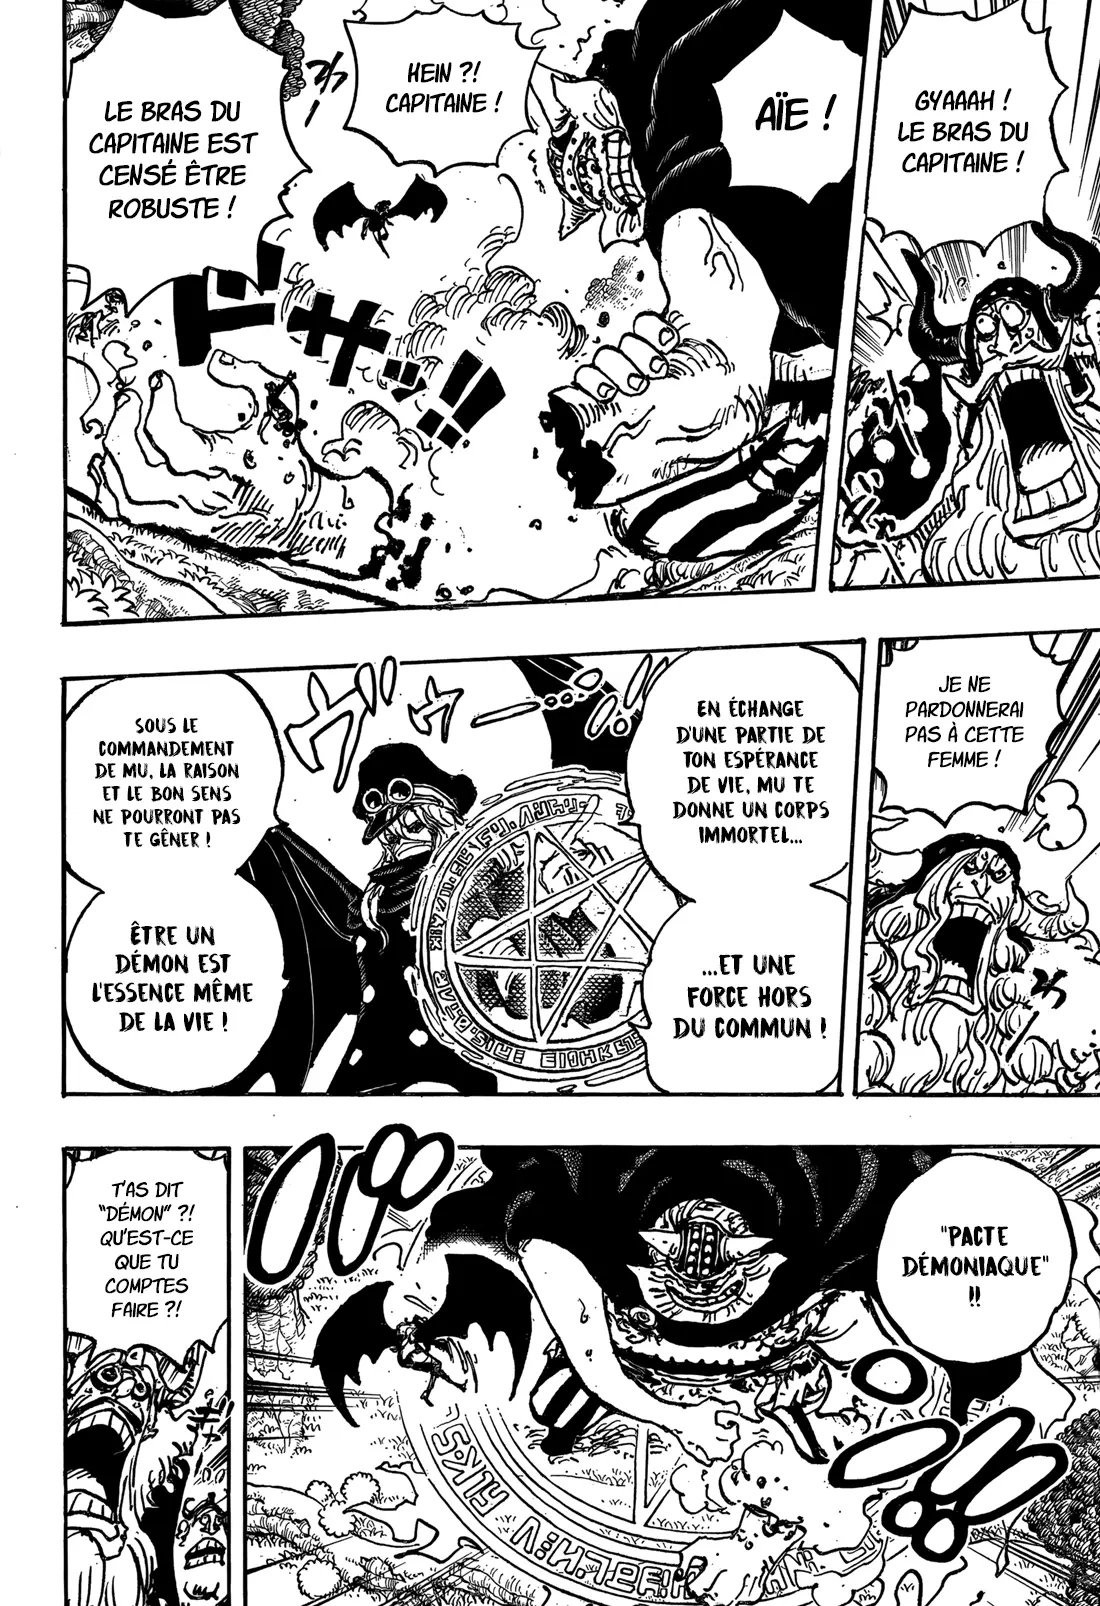 GYAAAH !
LE BRAS DU
CAPITAINE !
AÏE !
HEIN ?!
CAPITAINE !
LE BRAS DU
CAPITAINE EST
CENSÉ ÊTRE
ROBUSTE !
ドサッ!!
JE NE
PARDONNERAI
PAS À CETTE
FEMME !
EN ÉCHANGE
D'UNE PARTIE DE
TON ESPÉRANCE
DE VIE, MU TE
DONNE UN CORPS
IMMORTEL...
...ET UNE
FORCE HORS
DU COMMUN !
ヴヴー...
SOUS LE
COMMANDEMENT
DE MU, LA RAISON
ET LE BON SENS
NE POURRONT PAS
TE GÊNER !
ÊTRE UN
DÉMON EST
L'ESSENCE MÊME
DE LA VIE !
"PACTE
DÉMONIAQUE"
!!
T'AS DIT
"DÉMON" ?!
QU'EST-CE
QUE TU
COMPTES
FAIRE ?!